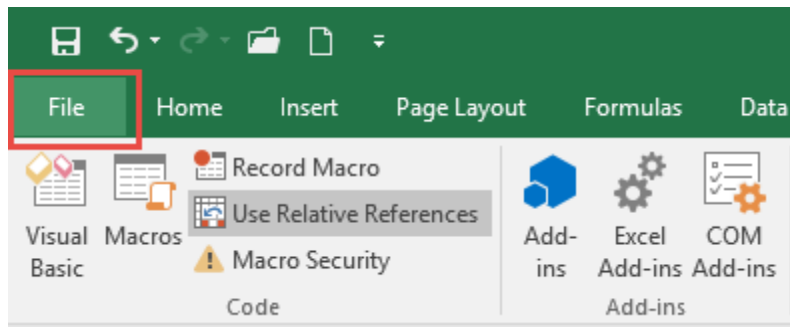 File Home Insert Page Layout Formulas Data
Record Macro
Use Relative References
Visual Basic
Macros
Macro Security
Add-
ins
Excel
Add-ins
COM
Add-ins
Code
Add-ins